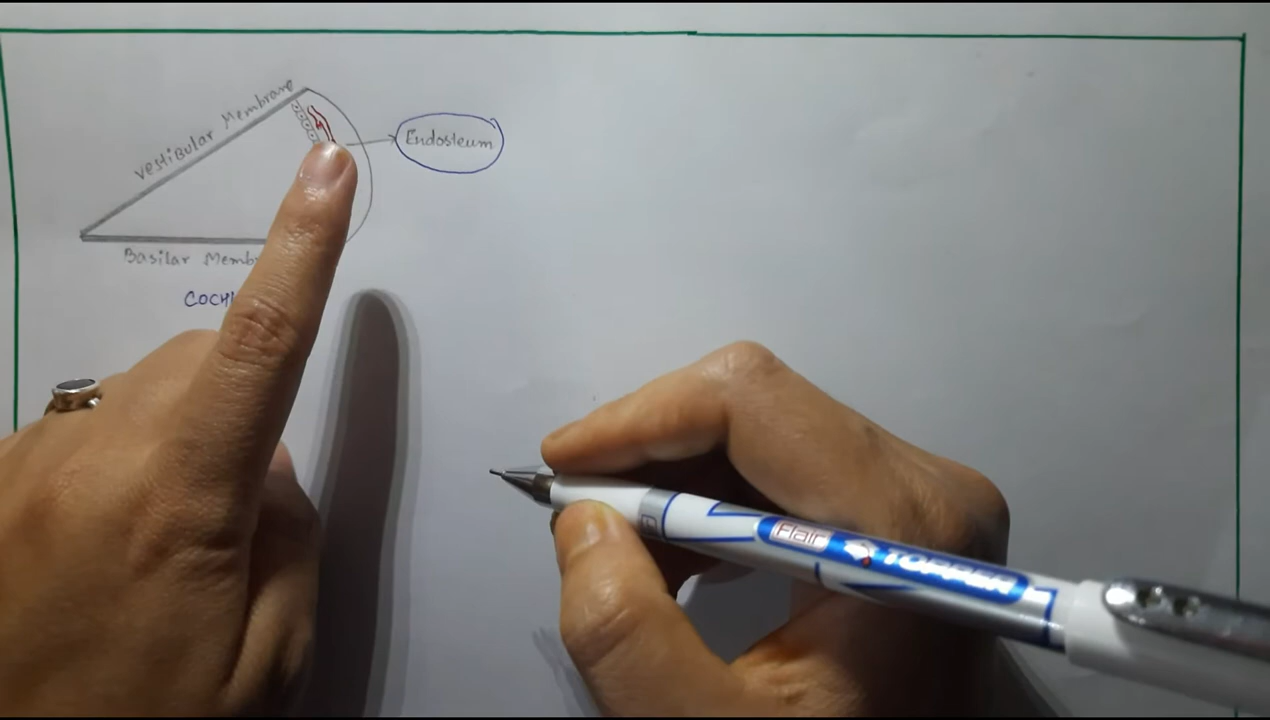 Vestibular Membrane
Endosteum
Basilar Memb
COCH
Flair TOPPER